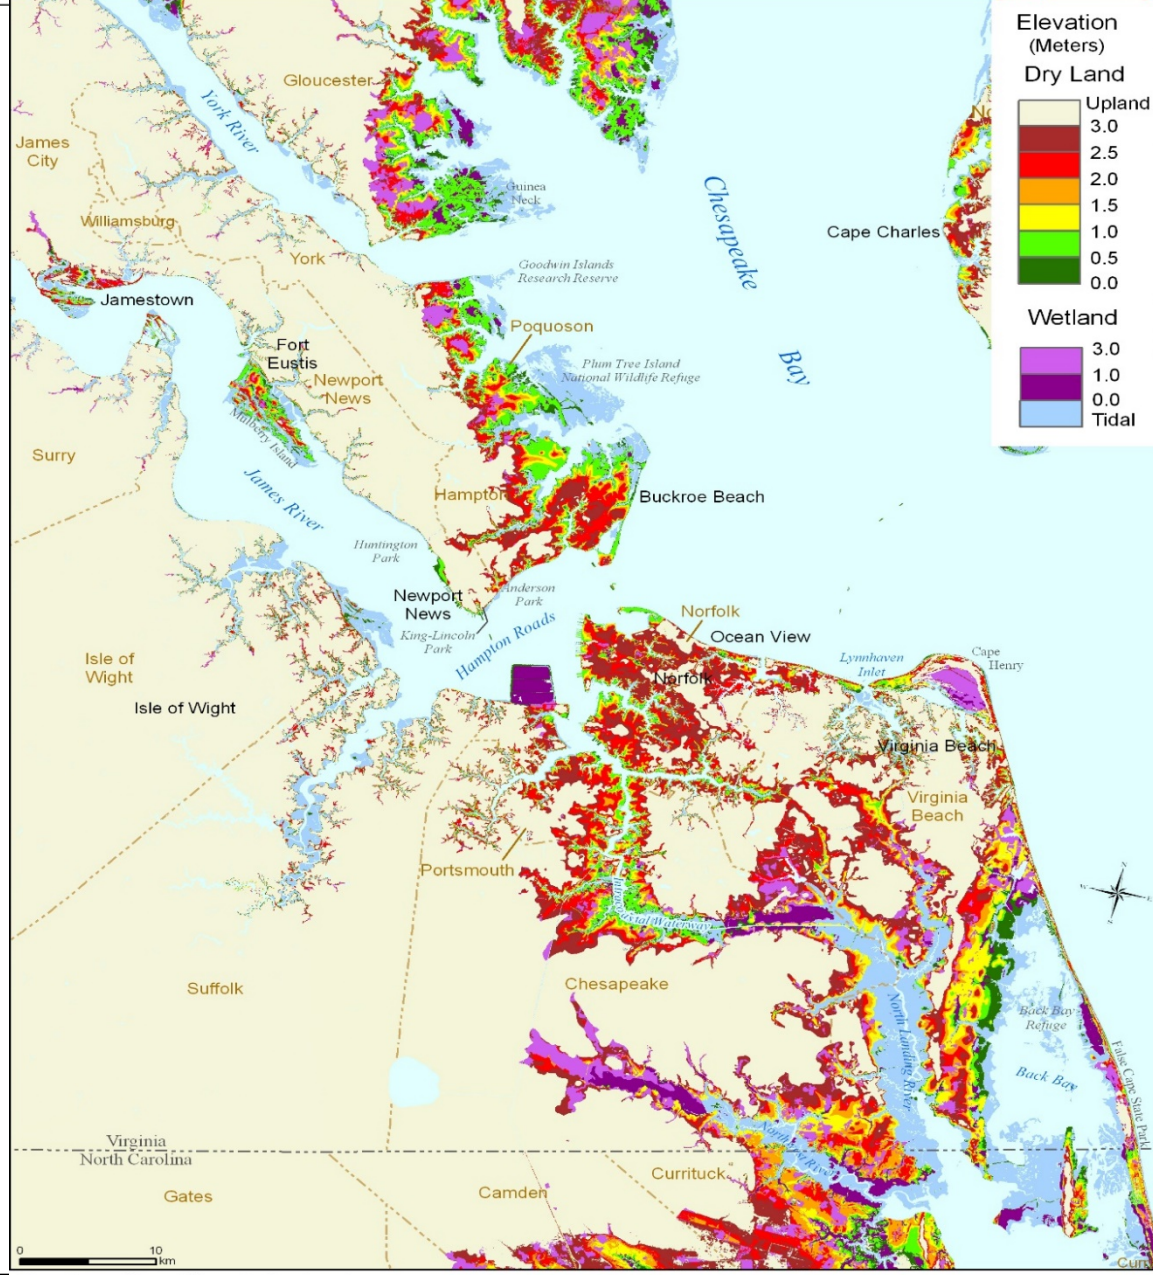 Elevation
(Meters)
Dry Land
Upland
3.0
2.5
2.0
1.5
1.0
0.5
0.0
Wetland
3.0
1.0
0.0
Tidal
Gloucester
York River
James
City
Guinea
Neck
Chesapeake
Bay
Williamsburg
Cape Charles
York
Goodwin Islands
Research Reserve
Jamestown
Poquoson
Fort
Eustis
Plum Tree Island
National Wildlife Refuge
Newport
News
Mulberry Island
Surry
James River
Hampton
Buckroe Beach
Huntington
Park
Newport
News
Anderson
Park
King-Lincoln
Park
Hampton Roads
Norfolk
Ocean View
Lynnhaven
Inlet
Cape
Henry
Isle of
Wight
Norfolk
Isle of Wight
Virginia Beach
Virginia
Beach
Portsmouth
N
W
E
S
Waterway
Suffolk
Chesapeake
North Landing River
Back Bay
Refuge
False Cape State Park
Back Bay
North
River
Virginia
North Carolina
Gates
Camden
Currituck
0
10
km